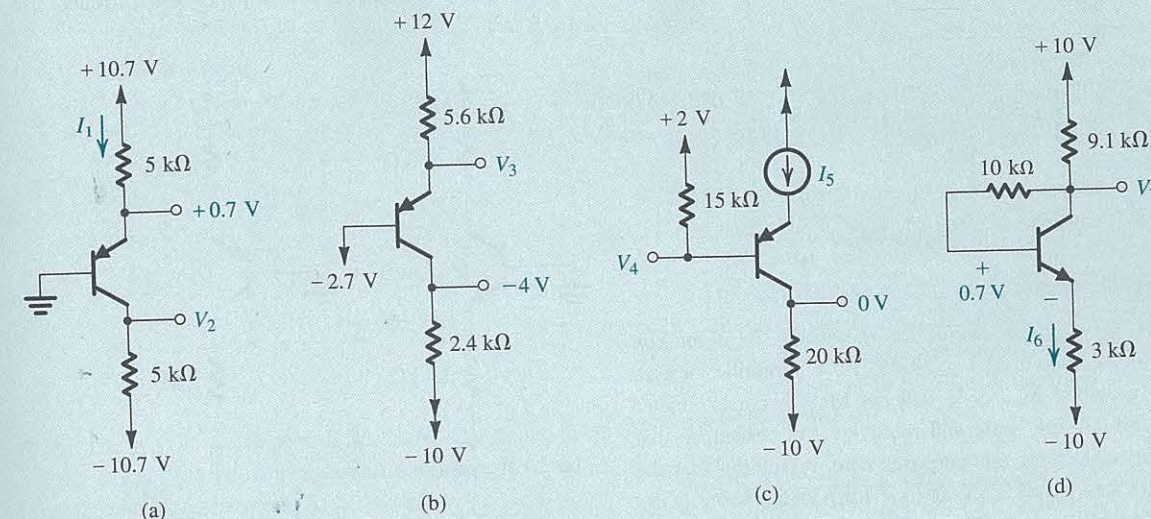 +10.7 V
I₁
5 kΩ
+0.7 V
V₂
5 kΩ
−10.7 V
(a)
+12 V
5.6 kΩ
V₃
−2.7 V
−4 V
2.4 kΩ
−10 V
(b)
+2 V
15 kΩ
I₅
V₄
0 V
20 kΩ
−10 V
(c)
+10 V
9.1 kΩ
10 kΩ
+
0.7 V
−
I₆
3 kΩ
−10 V
(d)